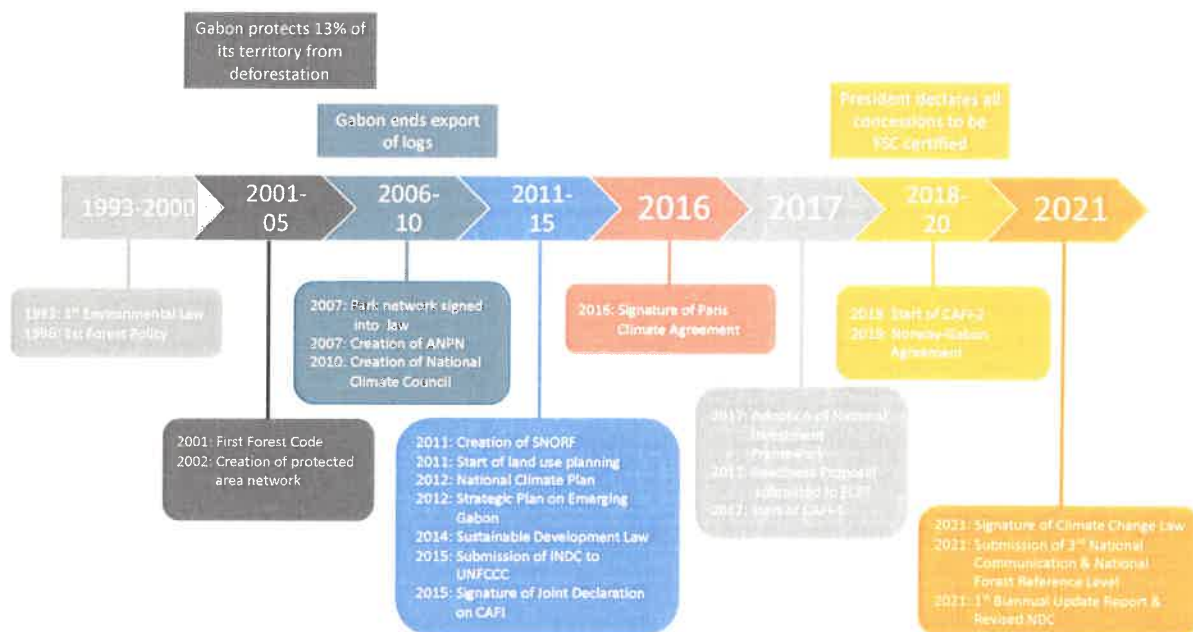 Gabon protects 13% of
its territory from
deforestation
Gabon ends export
of logs
President declares all
concessions to be
FSC certified
1993-2000
2001-
05
2006-
10
2011-
15
2016
2017
2018-
20
2021
1993: 1st Environmental Law
1996: 1st Forest Policy
2001: First Forest Code
2002: Creation of protected
area network
2007: Park network signed
into law
2007: Creation of ANPN
2010: Creation of National
Climate Council
2011: Creation of SNORF
2011: Start of land use planning
2012: National Climate Plan
2012: Strategic Plan on Emerging
Gabon
2014: Sustainable Development Law
2015: Submission of INDC to
UNFCCC
2015: Signature of Joint Declaration
on CAFI
2016: Signature of Paris
Climate Agreement
2017: Adoption of National
Investment
Framework
2017: Readiness Proposal
submitted to FCPF
2017: Start of CAFI-1
Start of CAFI-2
2019: Norway-Gabon
Agreement
2021: Signature of Climate Change Law
2021: Submission of 3rd National
Communication & National
Forest Reference Level
2021: 1st Biannual Update Report &
Revised NDC